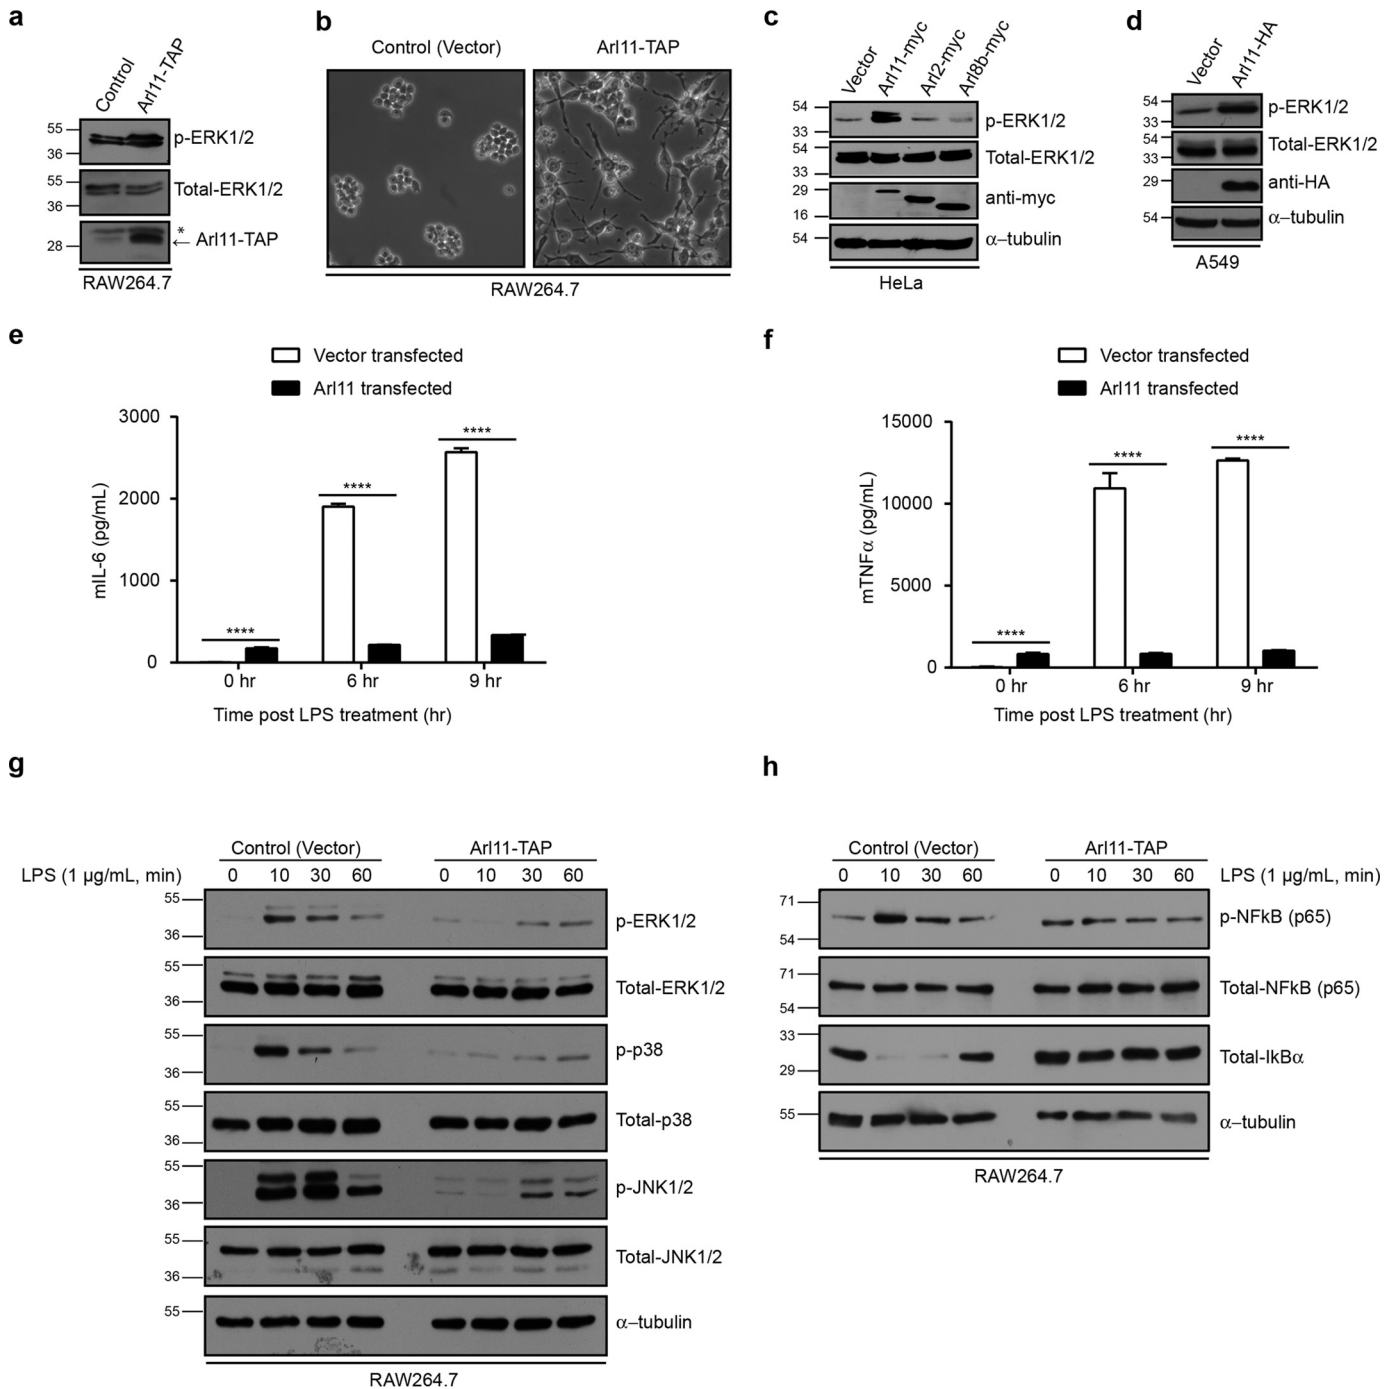 a
Control
Arl11-TAP
55
36
p-ERK1/2
55
36
Total-ERK1/2
28
*
Arl11-TAP
RAW264.7
b
Control (Vector)
Arl11-TAP
RAW264.7
c
Vector
Arl11-myc
Arl2-myc
Arl8b-myc
54
33
p-ERK1/2
54
33
Total-ERK1/2
29
16
anti-myc
54
α–tubulin
HeLa
d
Vector
Arl11-HA
54
33
p-ERK1/2
54
33
Total-ERK1/2
29
anti-HA
54
α–tubulin
A549
e
Vector transfected
Arl11 transfected
mIL-6 (pg/mL)
3000
2000
1000
0
****
****
****
0 hr
6 hr
9 hr
Time post LPS treatment (hr)
f
Vector transfected
Arl11 transfected
mTNFα (pg/mL)
15000
10000
5000
0
****
****
****
0 hr
6 hr
9 hr
Time post LPS treatment (hr)
g
Control (Vector)
Arl11-TAP
LPS (1 µg/mL, min)
0 10 30 60 0 10 30 60
55
36
p-ERK1/2
55
36
Total-ERK1/2
55
36
p-p38
55
36
Total-p38
55
36
p-JNK1/2
55
36
Total-JNK1/2
55
α–tubulin
RAW264.7
h
Control (Vector)
Arl11-TAP
0 10 30 60 0 10 30 60
LPS (1 µg/mL, min)
71
54
p-NFkB (p65)
71
54
Total-NFkB (p65)
33
29
Total-IkBα
55
α–tubulin
RAW264.7